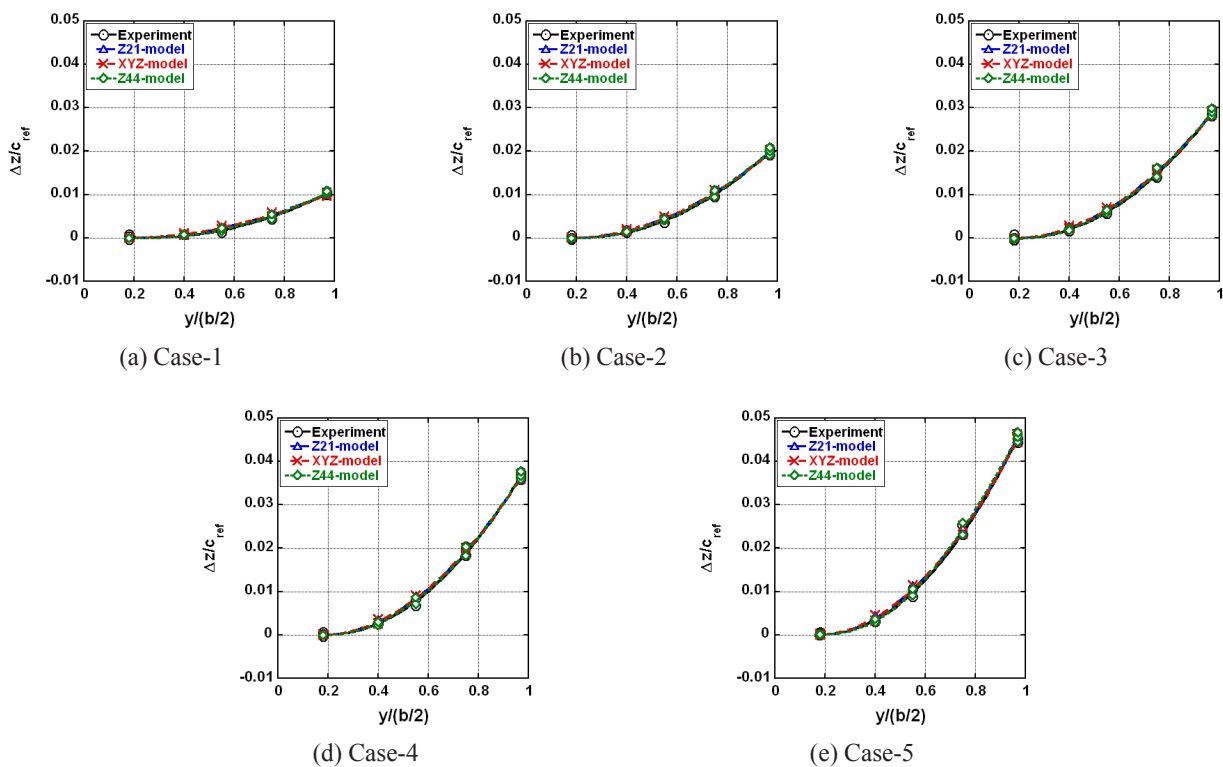 0.05
0.04
0.03
0.02
0.01
0
-0.01
Δz/c_ref
Experiment
Z21-model
XYZ-model
Z44-model
0 0.2 0.4 0.6 0.8 1
y/(b/2)
(a) Case-1
0.05
0.04
0.03
0.02
0.01
0
-0.01
Δz/c_ref
Experiment
Z21-model
XYZ-model
Z44-model
0 0.2 0.4 0.6 0.8 1
y/(b/2)
(b) Case-2
0.05
0.04
0.03
0.02
0.01
0
-0.01
Δz/c_ref
Experiment
Z21-model
XYZ-model
Z44-model
0 0.2 0.4 0.6 0.8 1
y/(b/2)
(c) Case-3
0.05
0.04
0.03
0.02
0.01
0
-0.01
Δz/c_ref
Experiment
Z21-model
XYZ-model
Z44-model
0 0.2 0.4 0.6 0.8 1
y/(b/2)
(d) Case-4
0.05
0.04
0.03
0.02
0.01
0
-0.01
Δz/c_ref
Experiment
Z21-model
XYZ-model
Z44-model
0 0.2 0.4 0.6 0.8 1
y/(b/2)
(e) Case-5